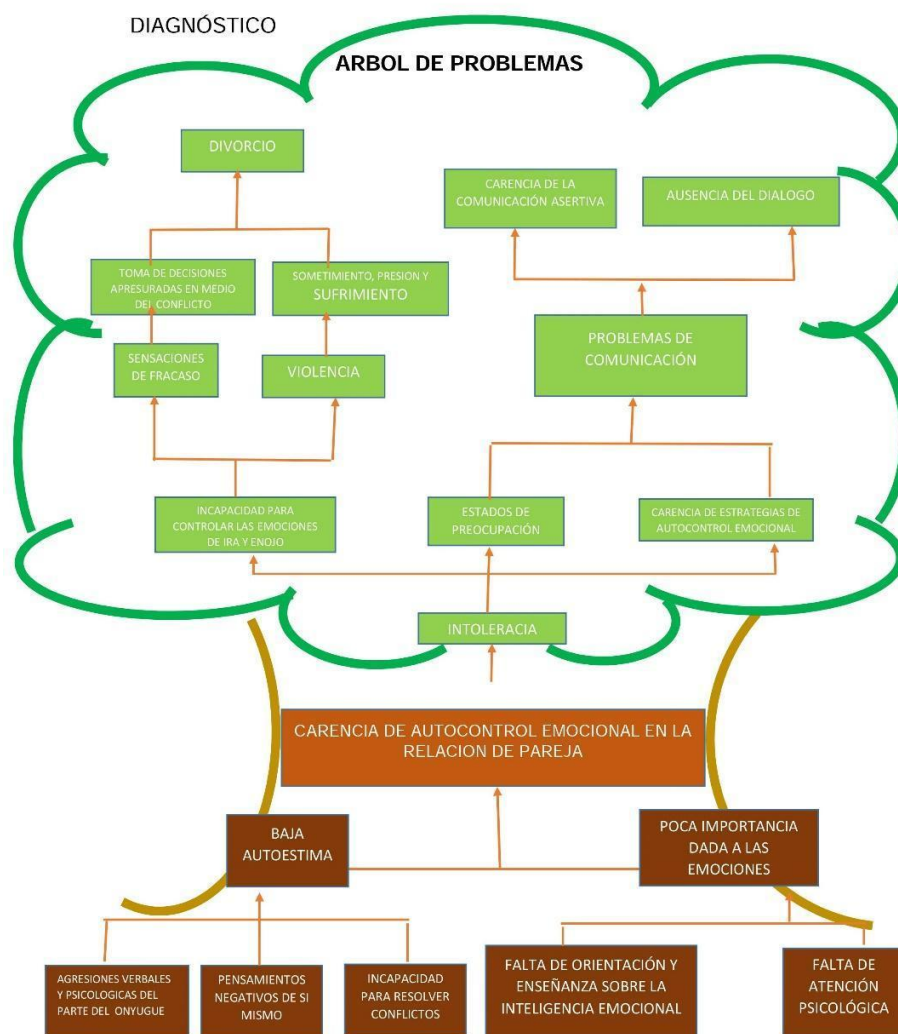 DIAGNÓSTICO
ARBOL DE PROBLEMAS
DIVORCIO
CARENCIA DE LA
COMUNICACIÓN ASERTIVA
AUSENCIA DEL DIALOGO
TOMA DE DECISIONES
APRESURADAS EN MEDIO
DEL CONFLICTO
SOMETIMIENTO, PRESION Y
SUFRIMIENTO
PROBLEMAS DE
COMUNICACIÓN
SENSACIONES
DE FRACASO
VIOLENCIA
INCAPACIDAD PARA
CONTROLAR LAS EMOCIONES
DE IRA Y ENOJO
ESTADOS DE
PREOCUPACIÓN
CARENCIA DE ESTRATEGIAS DE
AUTOCONTROL EMOCIONAL
INTOLERACIA
CARENCIA DE AUTOCONTROL EMOCIONAL EN LA
RELACION DE PAREJA
BAJA
AUTOESTIMA
POCA IMPORTANCIA
DADA A LAS
EMOCIONES
AGRESIONES VERBALES
Y PSICOLOGICAS DEL
PARTE DEL ONYUGUE
PENSAMIENTOS
NEGATIVOS DE SI
MISMO
INCAPACIDAD
PARA RESOLVER
CONFLICTOS
FALTA DE ORIENTACIÓN Y
ENSEÑANZA SOBRE LA
INTELIGENCIA EMOCIONAL
FALTA DE
ATENCIÓN
PSICOLÓGICA